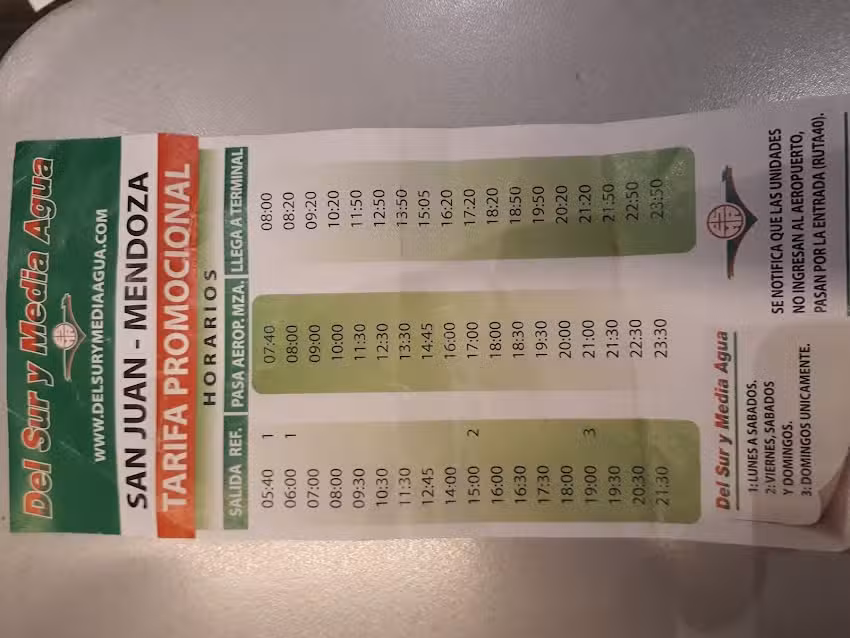 Del Sur y Media Agua
WWW.DELSURYMEDIAAGUA.COM
SAN JUAN - MENDOZA
TARIFA PROMOCIONAL
HORARIOS
SALIDA REF. PASA AEROP. MZA. LLEGA A TERMINAL
05:40 1 07:40 08:00
06:00 1 08:00 08:20
07:00 09:00 09:20
08:00 10:00 10:20
09:30 11:30 11:50
10:30 12:30 12:50
11:30 13:30 13:50
12:45 14:45 15:05
14:00 16:00 16:20
15:00 2 17:00 17:20
16:00 18:00 18:20
16:30 18:30 18:50
17:30 19:30 19:50
18:00 20:00 20:20
19:00 3 21:00 21:20
19:30 21:30 21:50
20:30 22:30 22:50
21:30 23:30 23:50
Del Sur y Media Agua
1: LUNES A SABADOS.
2: VIERNES, SABADOS
Y DOMINGOS.
3: DOMINGOS UNICAMENTE.
SE NOTIFICA QUE LAS UNIDADES
NO INGRESAN AL AEROPUERTO,
PASAN POR LA ENTRADA (RUTA40).